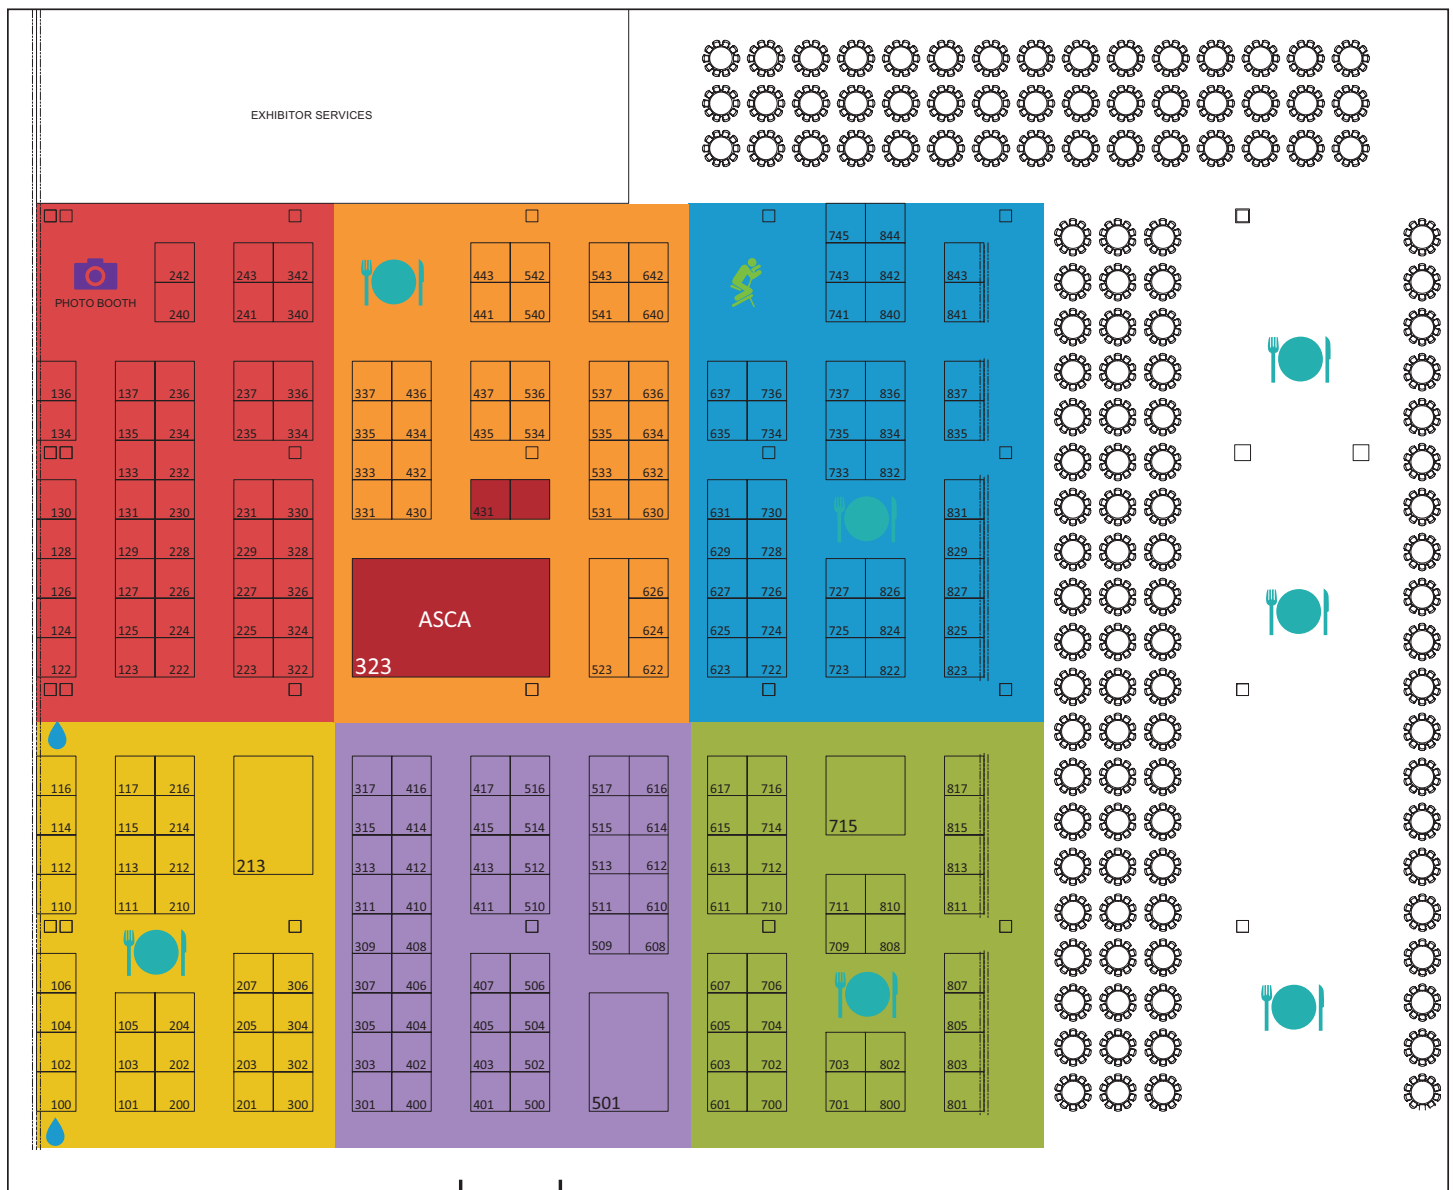 EXHIBITOR SERVICES
745 844
242 243 342 443 542 543 642 743 842 843
PHOTO BOOTH
240 241 340 441 540 541 640 741 840 841
136 137 236 237 336 337 436 437 536 537 636 637 736 737 836 837
134 135 234 235 334 335 434 435 534 535 634 635 734 735 834 835
133 232 333 432 533 632 733 832
130 131 230 231 330 331 430 431 531 630 631 730 831
128 129 228 229 328 629 728 829
126 127 226 227 326 626 627 726 727 826 827
ASCA
124 125 224 225 324 624 625 724 725 824 825
122 123 222 223 322 323 523 622 623 722 723 822 823
116 117 216 317 416 417 516 517 616 617 716 817
114 115 214 315 414 415 514 515 614 615 714 715 815
112 113 212 213 313 412 413 512 513 612 613 712 813
110 111 210 311 410 411 510 511 610 611 710 711 810 811
309 408 509 608 709 808
106 207 306 307 406 407 506 607 706 807
104 105 204 205 304 305 404 405 504 605 704 805
102 103 202 203 302 303 402 403 502 603 702 703 802 803
100 101 200 201 300 301 400 401 500 501 601 700 701 800 801